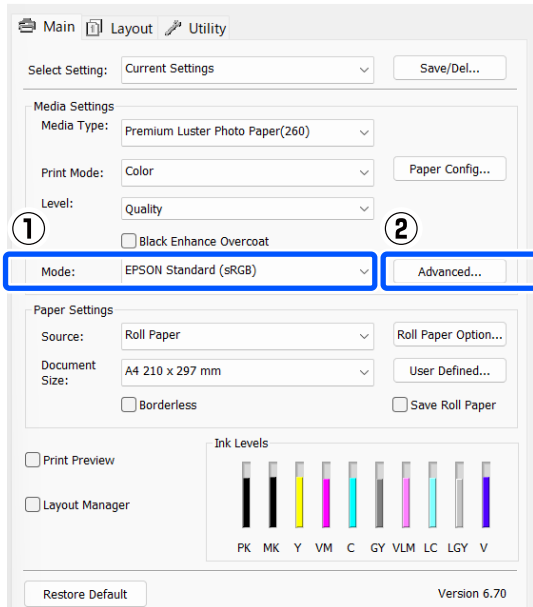 Main Layout Utility
Select Setting: Current Settings Save/Del...
Media Settings
Media Type: Premium Luster Photo Paper(260)
Print Mode: Color Paper Config...
Level: Quality
① ②
Black Enhance Overcoat
Mode: EPSON Standard (sRGB) Advanced...
Paper Settings
Source: Roll Paper Roll Paper Option...
Document
Size: A4 210 x 297 mm User Defined...
Borderless Save Roll Paper
Ink Levels
Print Preview
Layout Manager
PK MK Y VM C GY VLM LC LGY V
Restore Default Version 6.70